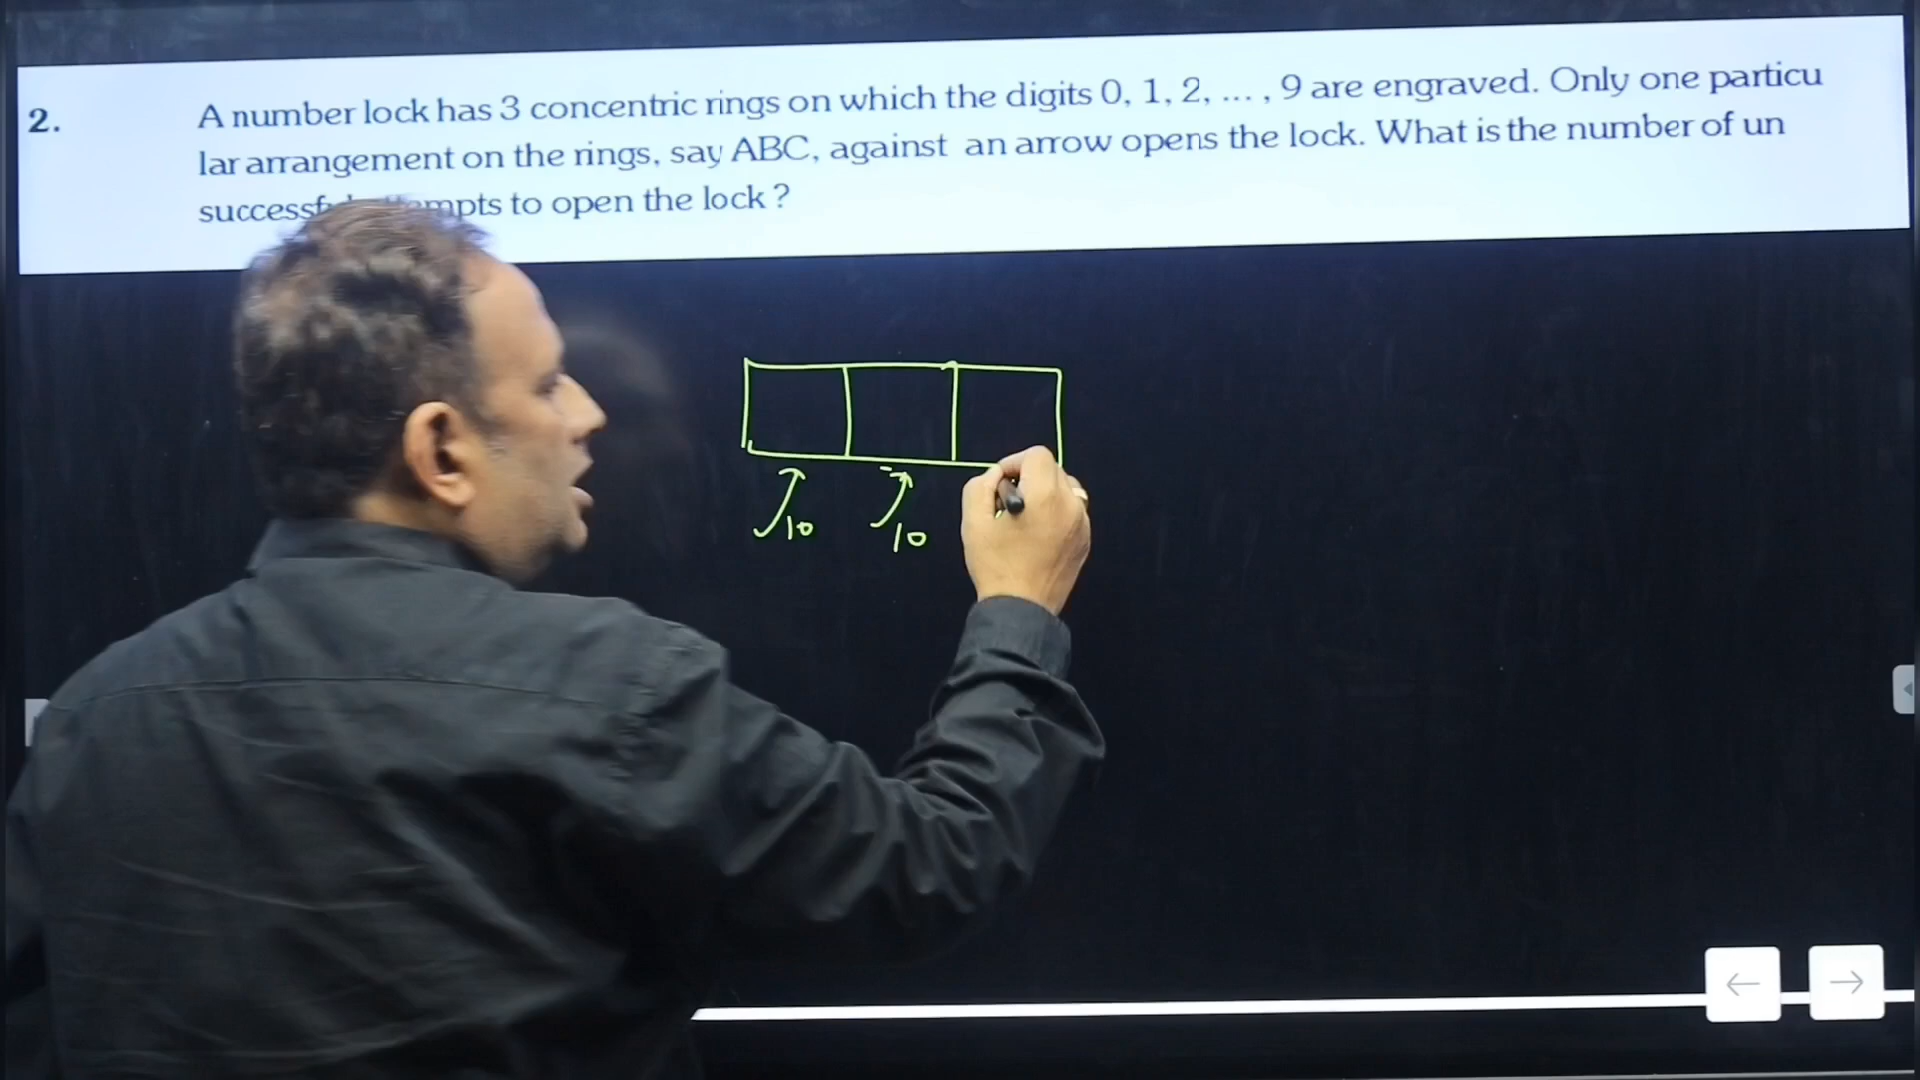 2.
A number lock has 3 concentric rings on which the digits 0, 1, 2, ... , 9 are engraved. Only one particu
lar arrangement on the rings, say ABC, against an arrow opens the lock. What is the number of un
to open the lock ?
10 10